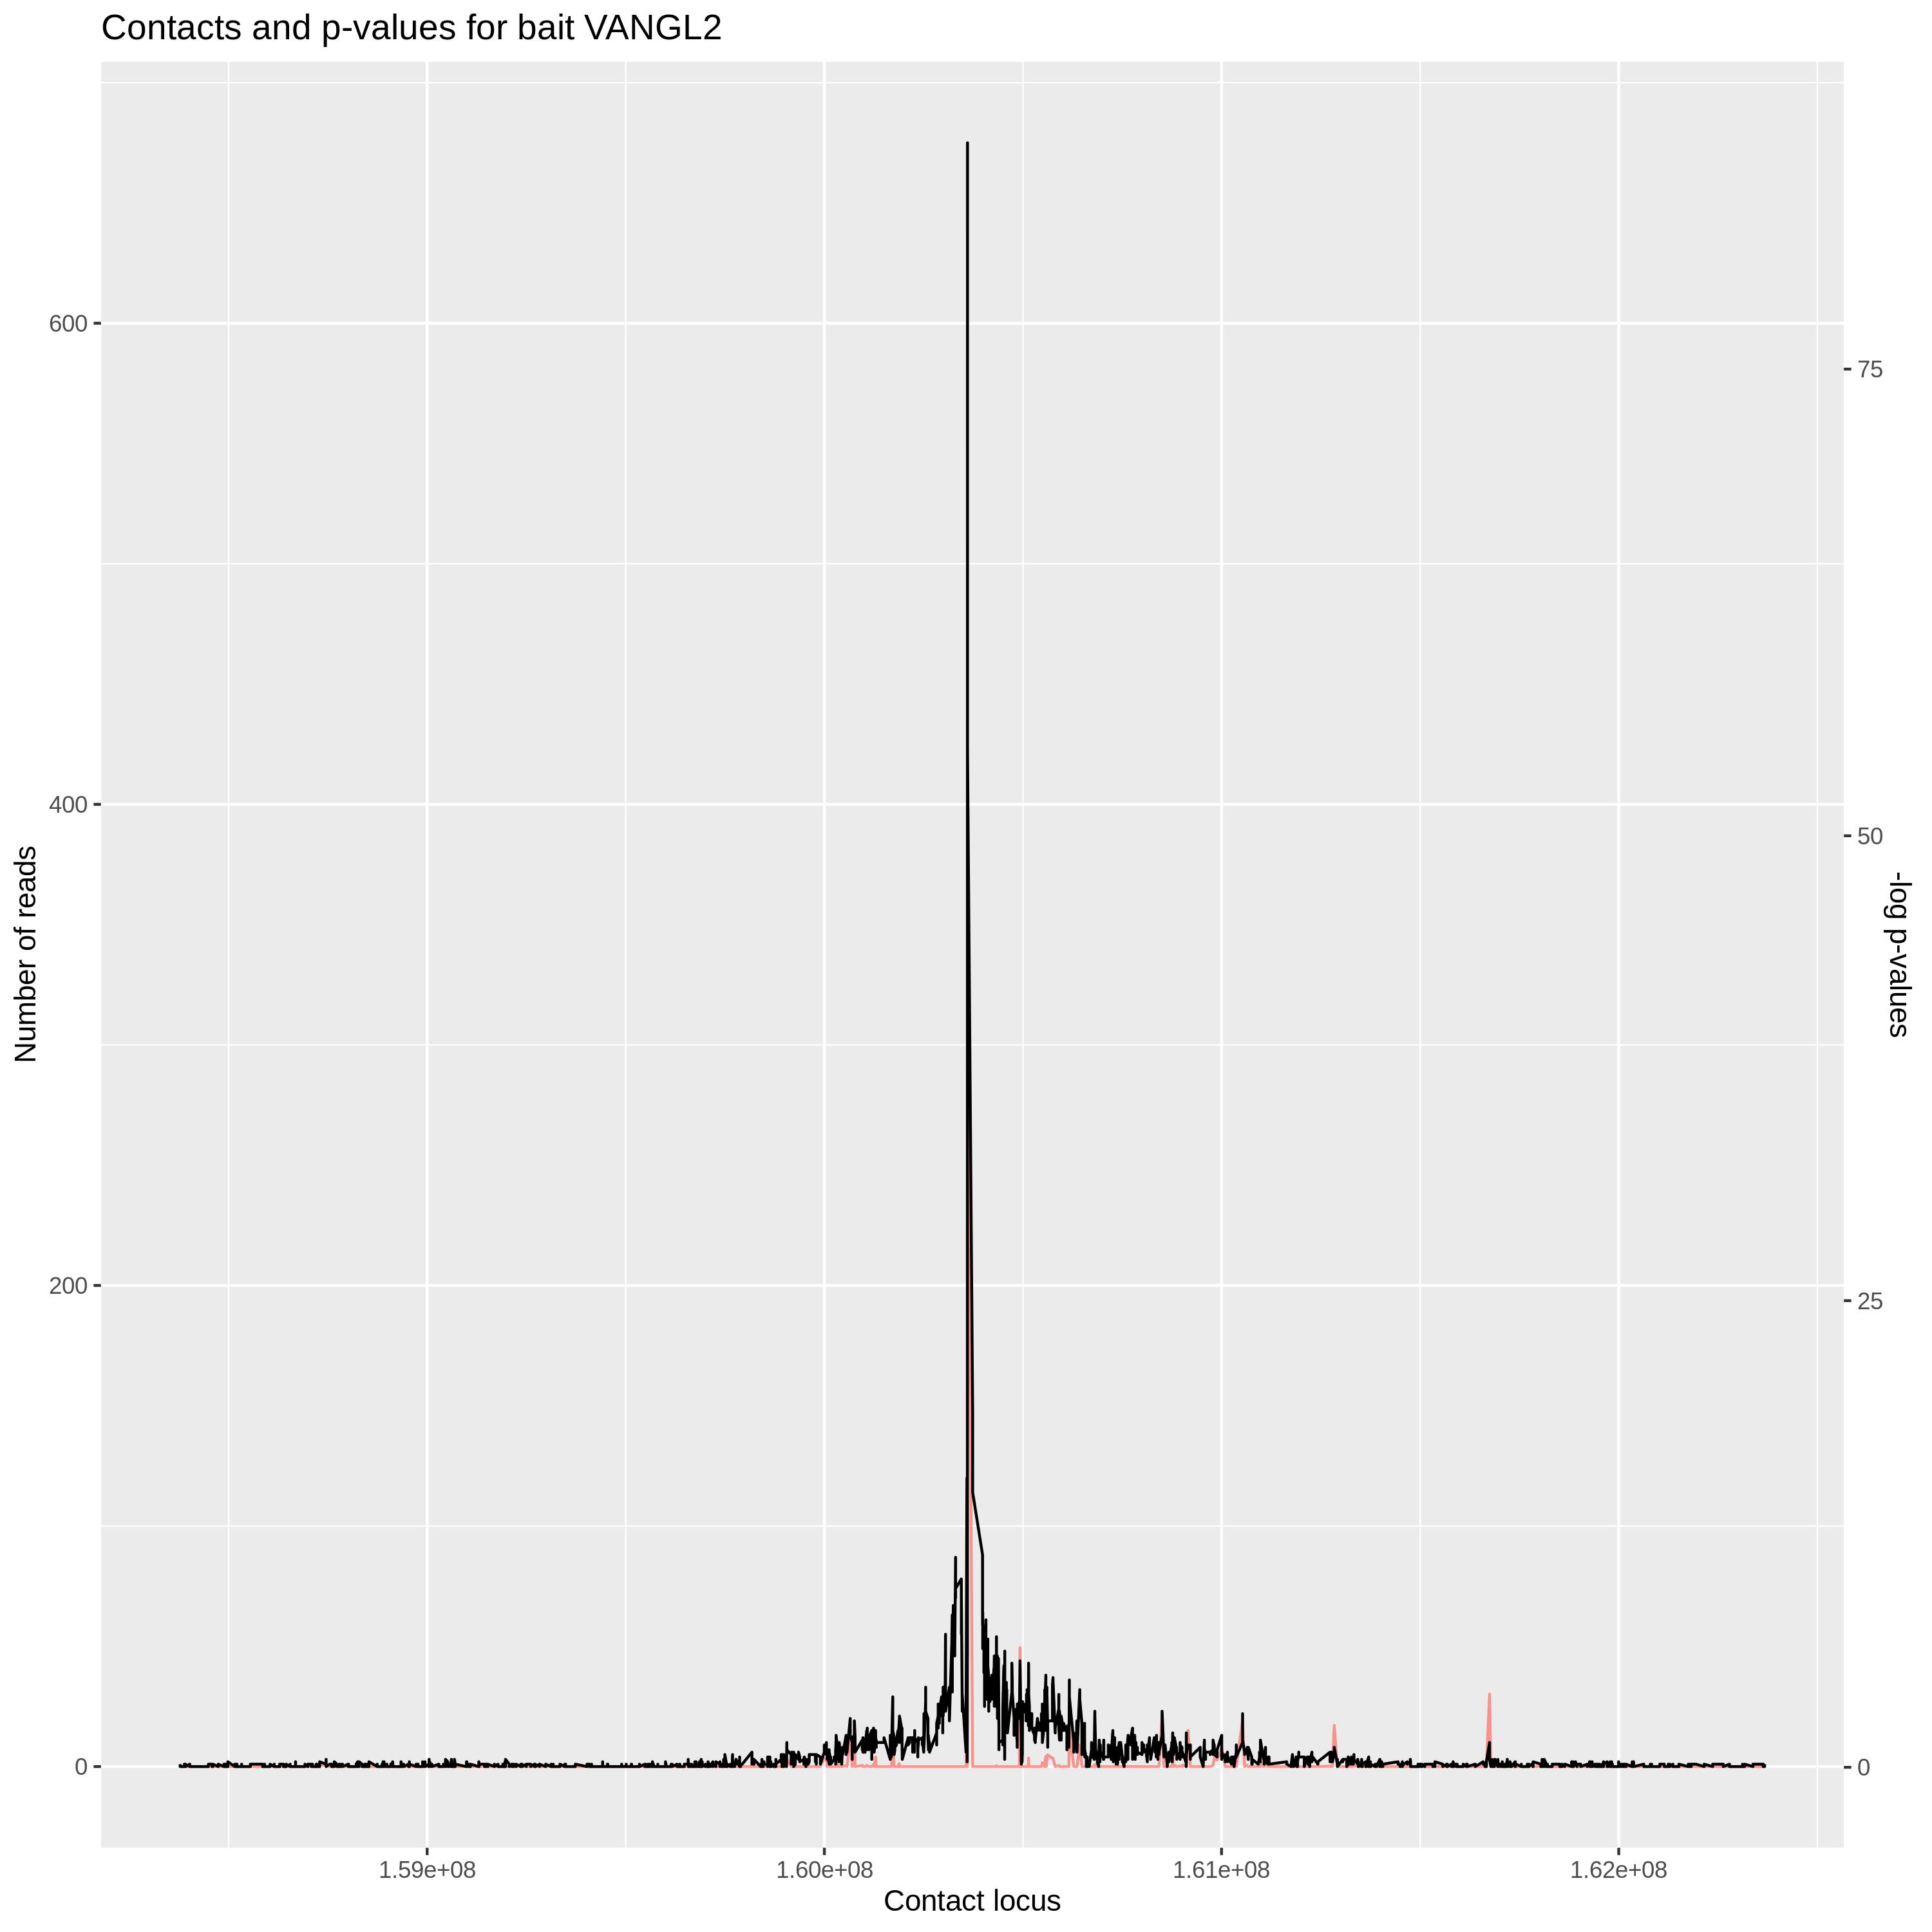 Contacts and p-values for bait VANGL2
600
400
200
0
Number of reads
75
50
25
0
-log p-values
1.59e+08
1.60e+08
1.61e+08
1.62e+08
Contact locus